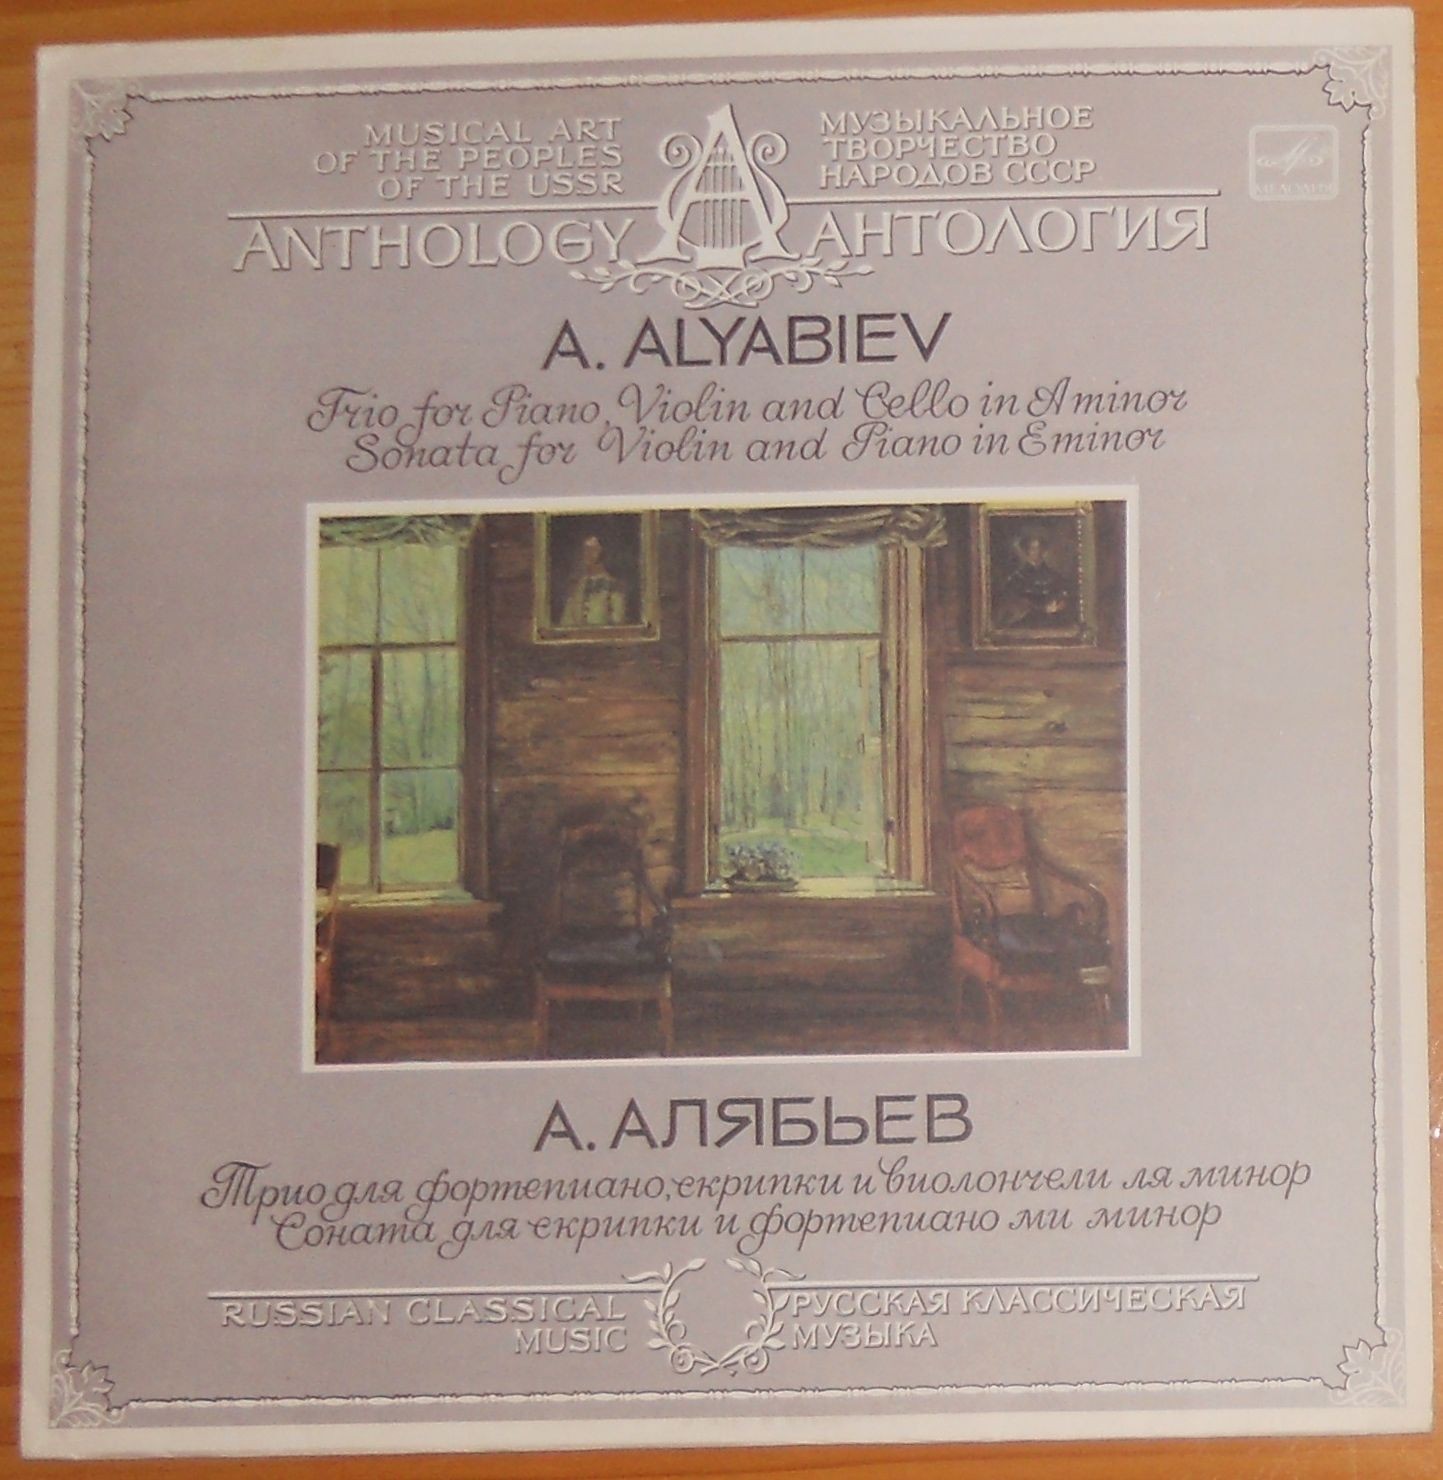 MUSICAL ART
OF THE PEOPLES
OF THE USSR
МУЗЫКАЛЬНОЕ
ТВОРЧЕСТВО
НАРОДОВ СССР
МЕЛОДИЯ
ANTHOLOGY
АНТОЛОГИЯ
A. ALYABIEV
Trio for Piano, Violin and Cello in A minor
Sonata for Violin and Piano in E minor
А. АЛЯБЬЕВ
Трио для фортепиано, скрипки и виолончели ля минор
Соната для скрипки и фортепиано ми минор
RUSSIAN CLASSICAL
MUSIC
РУССКАЯ КЛАССИЧЕСКАЯ
МУЗЫКА